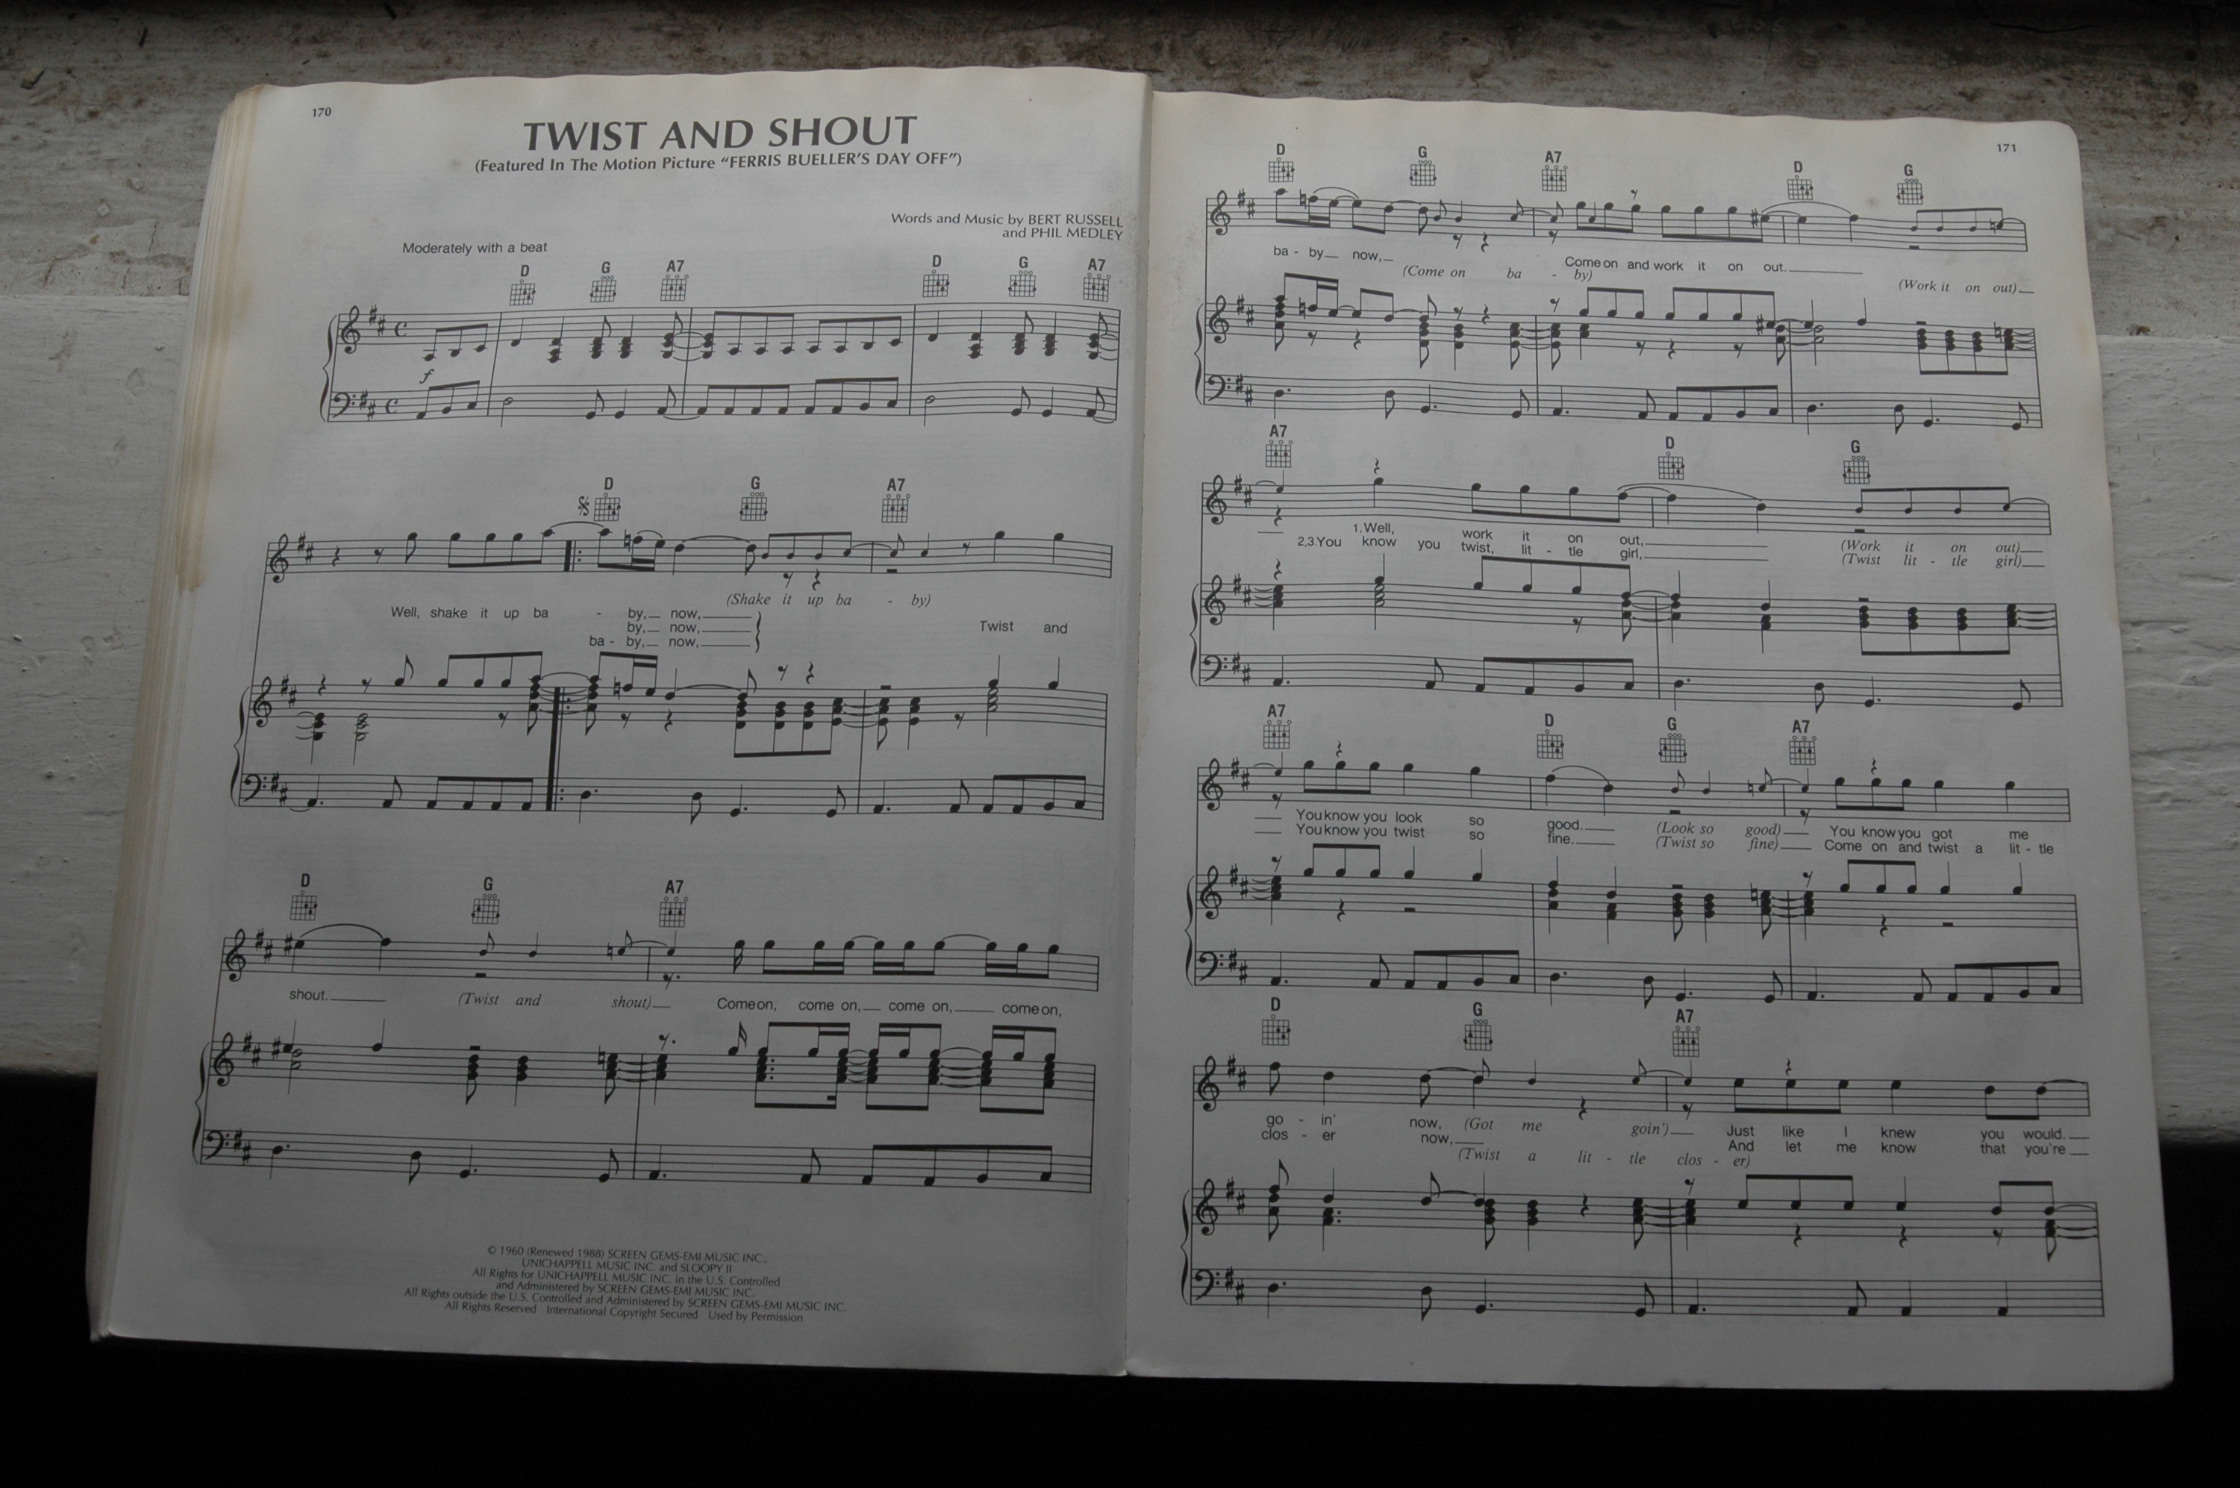 170
TWIST AND SHOUT
(Featured In The Motion Picture “FERRIS BUELLER’S DAY OFF”)
Words and Music by BERT RUSSELL
and PHIL MEDLEY
Moderately with a beat
D G A7 D G A7
f
D G A7
(Shake it up ba - by)
Well, shake it up ba - by, now,
by, now, Twist and
ba - by, now,
D G A7
shout. (Twist and shout) Come on, come on, come on, come on,
© 1960 (Renewed 1988) SCREEN GEMS-EMI MUSIC INC.,
UNICHAPPELL MUSIC INC. and SLOOPY II
All Rights for UNICHAPPELL MUSIC INC. in the U.S. Controlled
and Administered by SCREEN GEMS-EMI MUSIC INC.
All Rights outside the U.S. Controlled and Administered by SCREEN GEMS-EMI MUSIC INC.
All Rights Reserved International Copyright Secured Used by Permission
171
D G A7 D G
ba - by now, Come on and work it on out.
(Come on ba - by) (Work it on out)
A7 D G
1. Well, work it on out, (Work it on out)
2,3. You know you twist, lit - tle girl, (Twist lit - tle girl)
A7 D G A7
You know you look so good. (Look so good) You know you got me
You know you twist so fine. (Twist so fine) Come on and twist a lit - tle
D G A7
go - in' now, (Got me goin') Just like I knew you would.
clos - er now, And let me know that you're
(Twist a lit - tle clos - er)